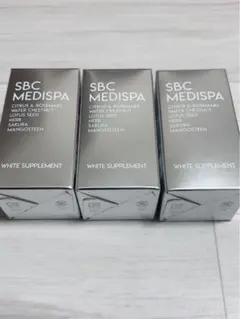 SBC
MEDISPA
CITRUS & ROSEMARY
WATER CHESTNUT
LOTUS SEED
HERB
SAKURA
MANGOSTEEN
WHITE SUPPLEMENT
SBC
MEDISPA
CITRUS & ROSEMARY
WATER CHESTNUT
LOTUS SEED
HERB
SAKURA
MANGOSTEEN
WHITE SUPPLEMENT
SBC
MEDISPA
CITRUS & ROSEMARY
WATER CHESTNUT
LOTUS SEED
HERB
SAKURA
MANGOSTEEN
WHITE SUPPLEMENT